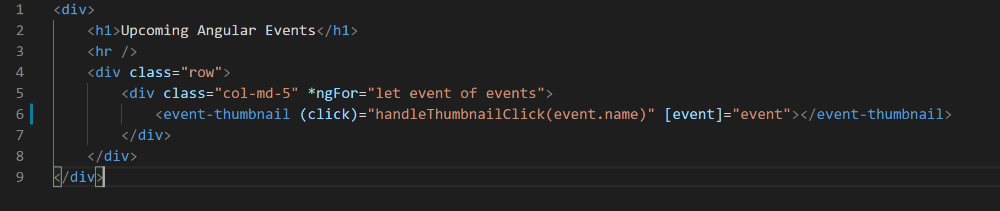 1 <div>
2     <h1>Upcoming Angular Events</h1>
3     <hr />
4     <div class="row">
5         <div class="col-md-5" *ngFor="let event of events">
6             <event-thumbnail (click)="handleThumbnailClick(event.name)" [event]="event"></event-thumbnail>
7         </div>
8     </div>
9 </div>